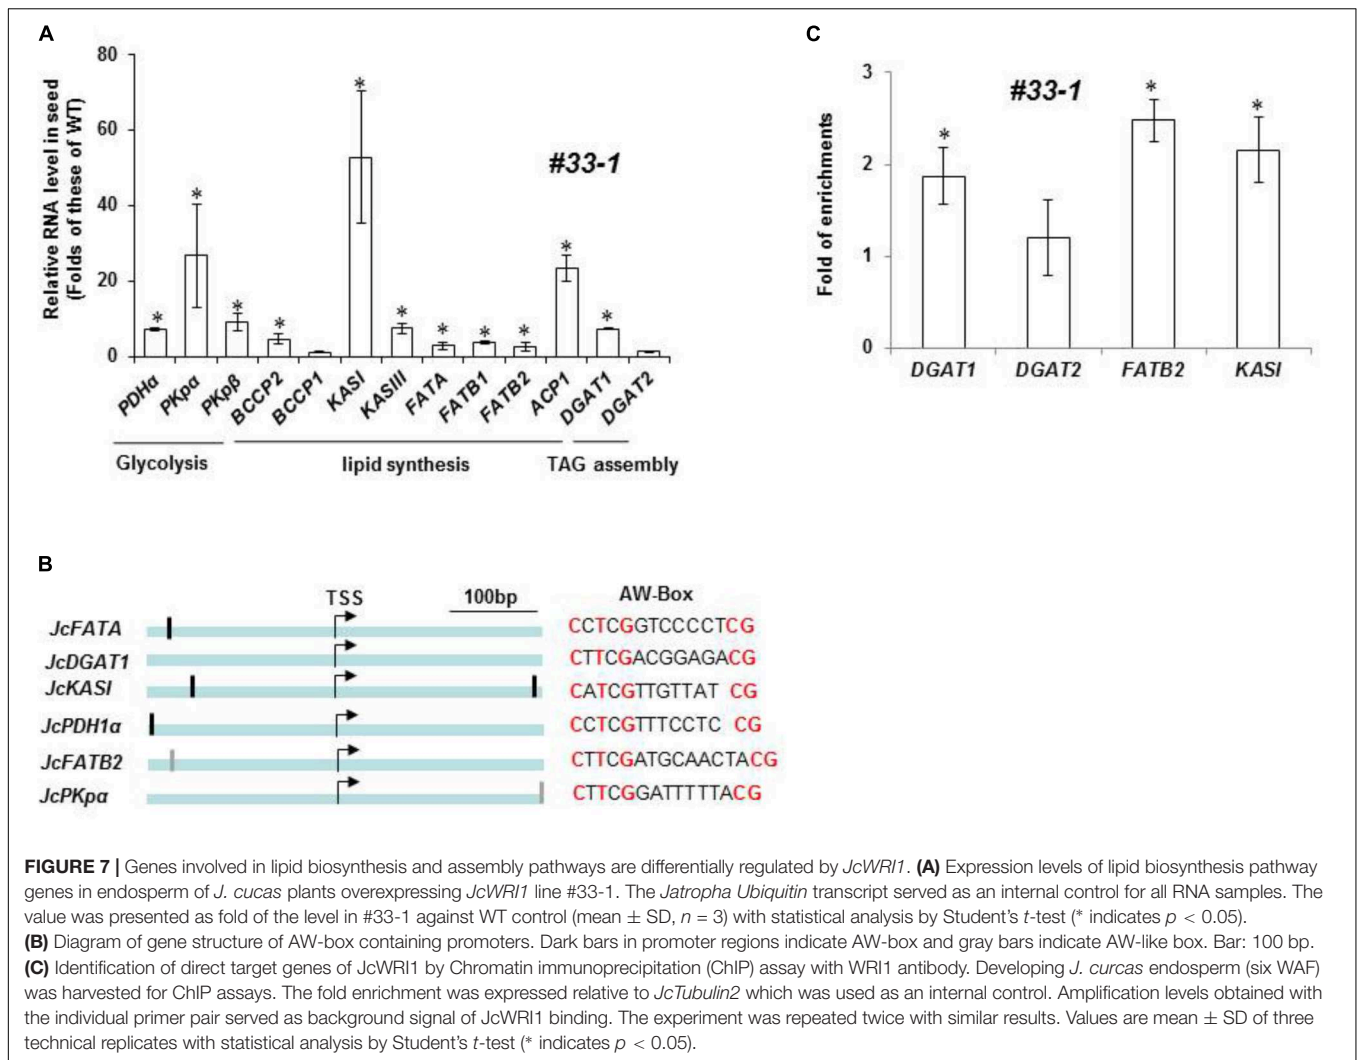 A
Relative RNA level in seed
(Folds of these of WT)
80
60
40
20
0
#33-1
* * * * * * * * * * *
PDHα PKpα PKpβ BCCP2 BCCP1 KASI KASIII FATA FATB1 FATB2 ACP1 DGAT1 DGAT2
Glycolysis lipid synthesis TAG assembly
C
Fold of enrichments
3
2
1
0
#33-1
* * *
DGAT1 DGAT2 FATB2 KASI
B
TSS 100bp AW-Box
JcFATA CCTCGGTCCCCTCG
JcDGAT1 CTTCGACGGAGACG
JcKASI CATCGTTGTTAT CG
JcPDH1α CCTCGTTTCCTC CG
JcFATB2 CTTCGATGCAACTACG
JcPKpα CTTCGGATTTTTACG
FIGURE 7 | Genes involved in lipid biosynthesis and assembly pathways are differentially regulated by JcWRI1. (A) Expression levels of lipid biosynthesis pathway
genes in endosperm of J. cucas plants overexpressing JcWRI1 line #33-1. The Jatropha Ubiquitin transcript served as an internal control for all RNA samples. The
value was presented as fold of the level in #33-1 against WT control (mean ± SD, n = 3) with statistical analysis by Student's t-test (* indicates p < 0.05).
(B) Diagram of gene structure of AW-box containing promoters. Dark bars in promoter regions indicate AW-box and gray bars indicate AW-like box. Bar: 100 bp.
(C) Identification of direct target genes of JcWRI1 by Chromatin immunoprecipitation (ChIP) assay with WRI1 antibody. Developing J. curcas endosperm (six WAF)
was harvested for ChIP assays. The fold enrichment was expressed relative to JcTubulin2 which was used as an internal control. Amplification levels obtained with
the individual primer pair served as background signal of JcWRI1 binding. The experiment was repeated twice with similar results. Values are mean ± SD of three
technical replicates with statistical analysis by Student's t-test (* indicates p < 0.05).